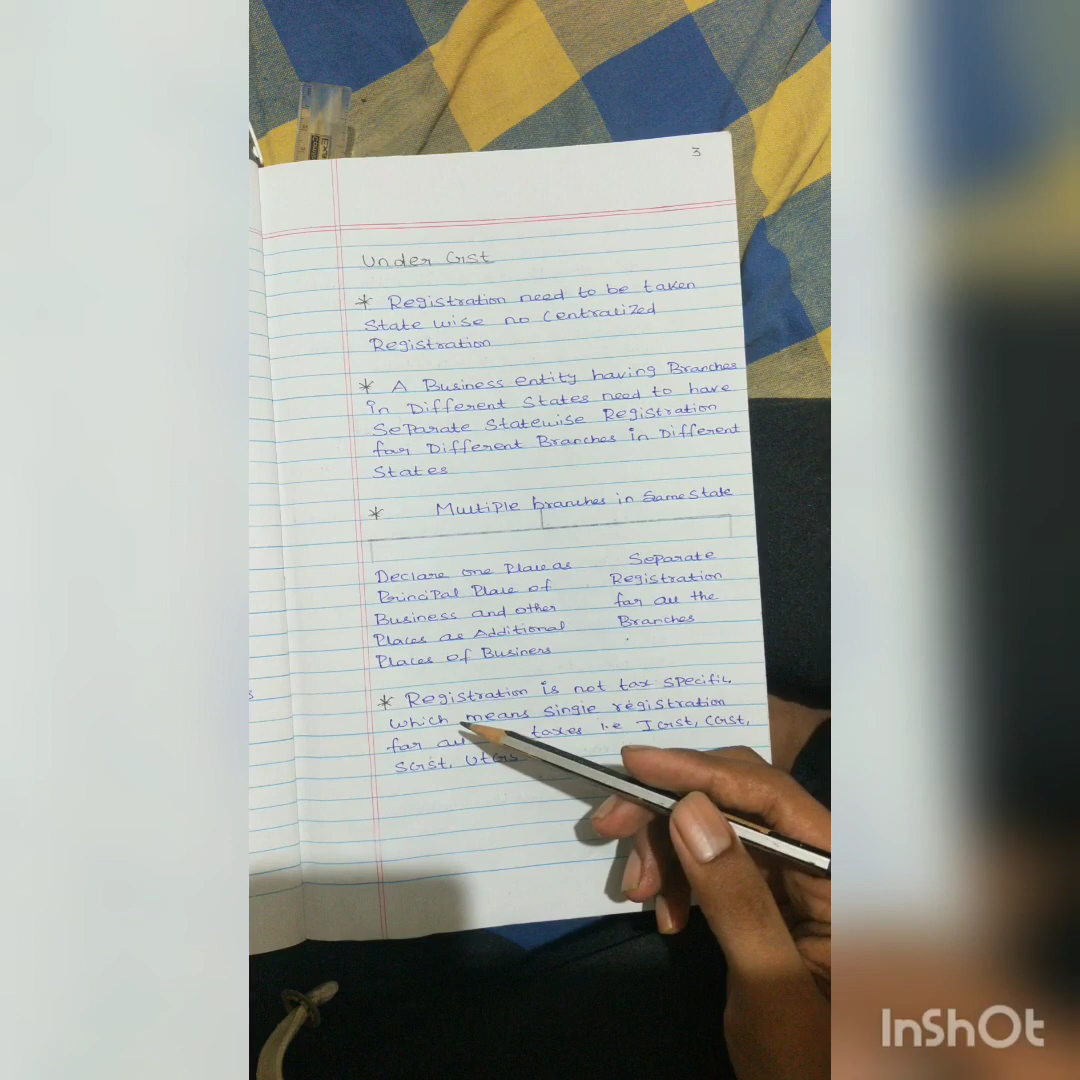 3
Under GST
* Registration need to be taken
State wise no centralized
Registration
* A Business entity having Branches
in Different States need to have
Separate Statewise Registration
for Different Branches in Different
States
* Multiple branches in Same State
Declare one Place as
Principal Place of
Business and other
Places as Additional
Places of Business
Separate
Registration
for all the
Branches
* Registration is not tax specific,
which means single registration
for all taxes i.e IGST, CGST,
SGST, UTGS
InShOt